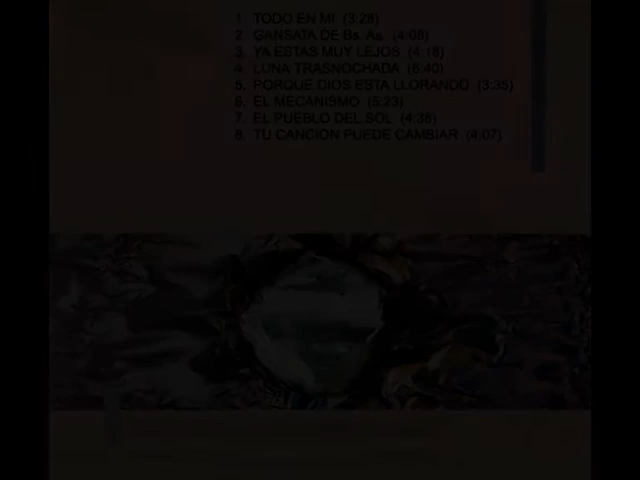 1. TODO EN MI (3:28)
2. GANSATA DE Bs. As. (4:08)
3. YA ESTAS MUY LEJOS (4:18)
4. LUNA TRASNOCHADA (6:40)
5. PORQUE DIOS ESTA LLORANDO (3:35)
6. EL MECANISMO (5:23)
7. EL PUEBLO DEL SOL (4:38)
8. TU CANCION PUEDE CAMBIAR (4:07)